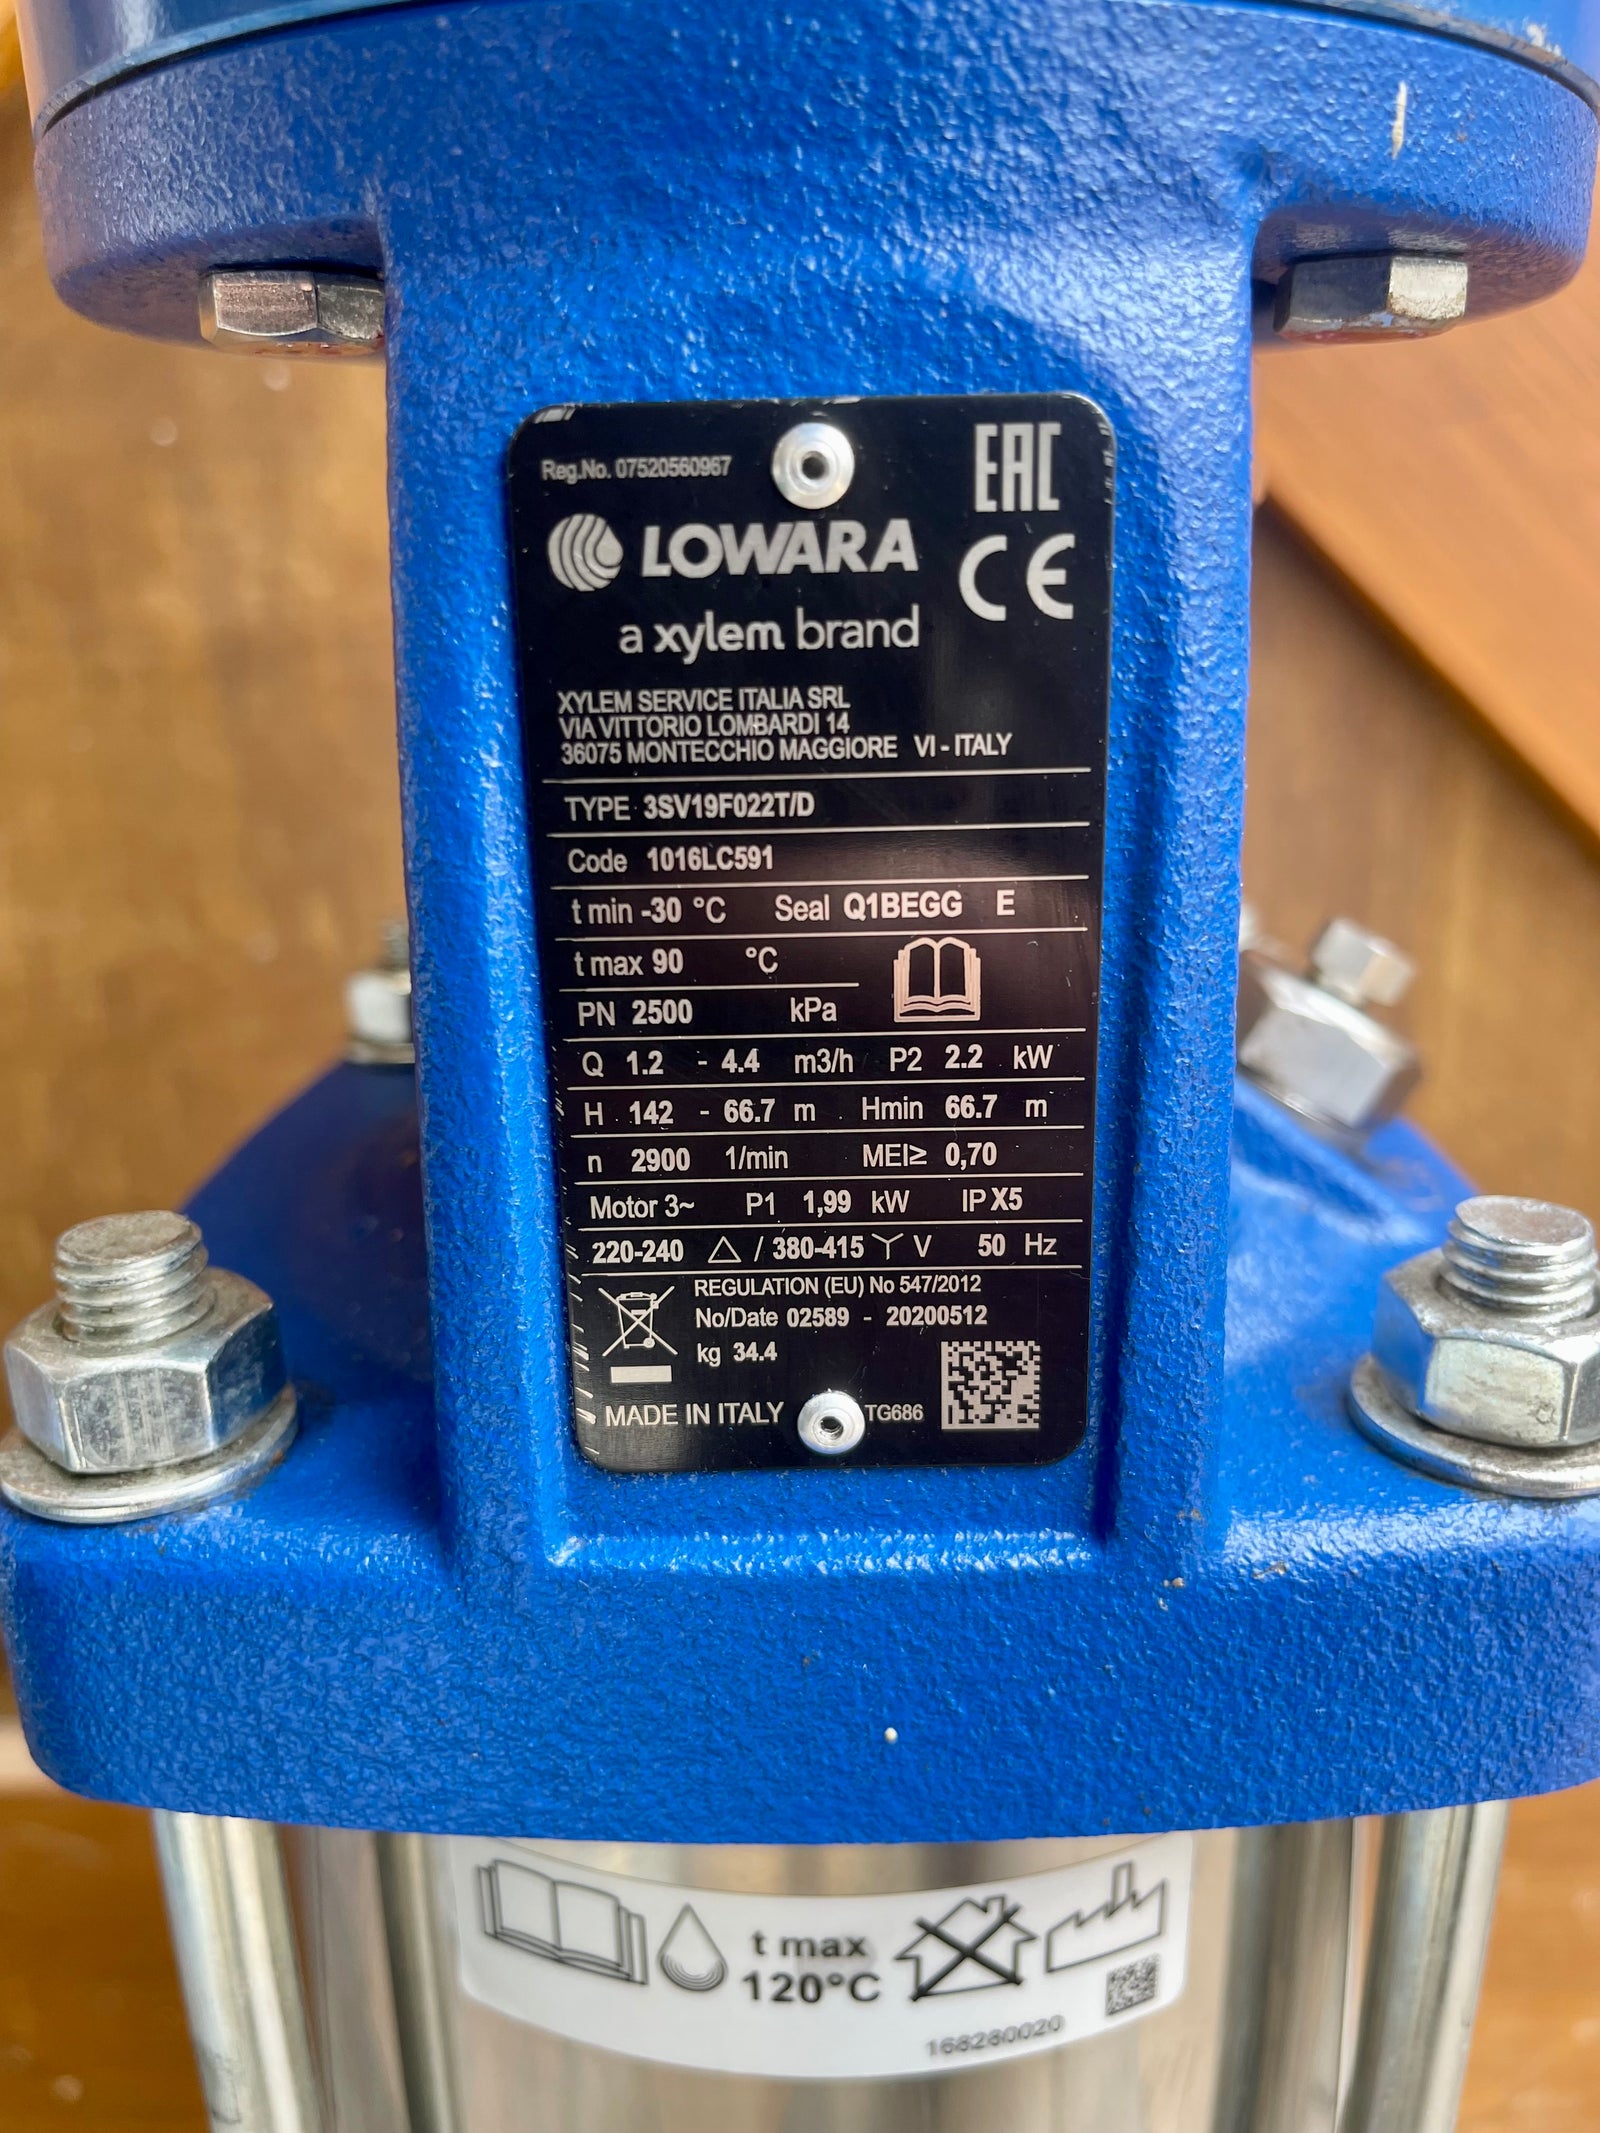 Reg.No. 07520560967
EAC
LOWARA
CE
a xylem brand
XYLEM SERVICE ITALIA SRL
VIA VITTORIO LOMBARDI 14
36075 MONTECCHIO MAGGIORE VI - ITALY
TYPE 3SV19F022T/D
Code 1016LC591
t min -30 °C Seal Q1BEGG E
t max 90 °C
PN 2500 kPa
Q 1.2 - 4.4 m3/h P2 2.2 kW
H 142 - 66.7 m Hmin 66.7 m
n 2900 1/min MEI≥ 0,70
Motor 3~ P1 1,99 kW IP X5
220-240 △ / 380-415 Y V 50 Hz
REGULATION (EU) No 547/2012
No/Date 02589 - 20200512
kg 34.4
MADE IN ITALY TG686
t max
120°C
168280020